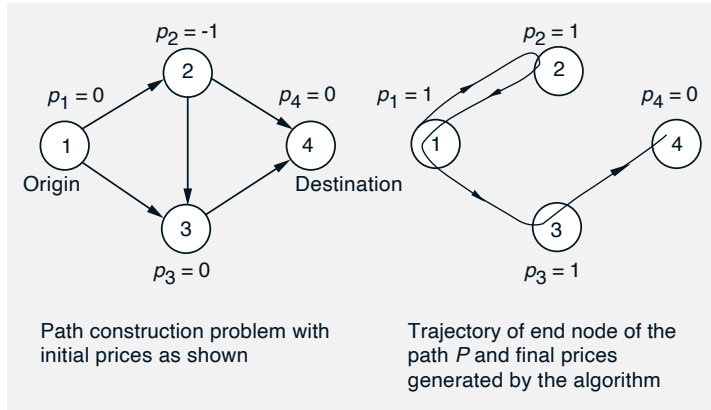 p2 = -1
p1 = 0
2
p4 = 0
1
4
Origin
Destination
3
p3 = 0
Path construction problem with
initial prices as shown
p2 = 1
2
p1 = 1
p4 = 0
1
4
3
p3 = 1
Trajectory of end node of the
path P and final prices
generated by the algorithm